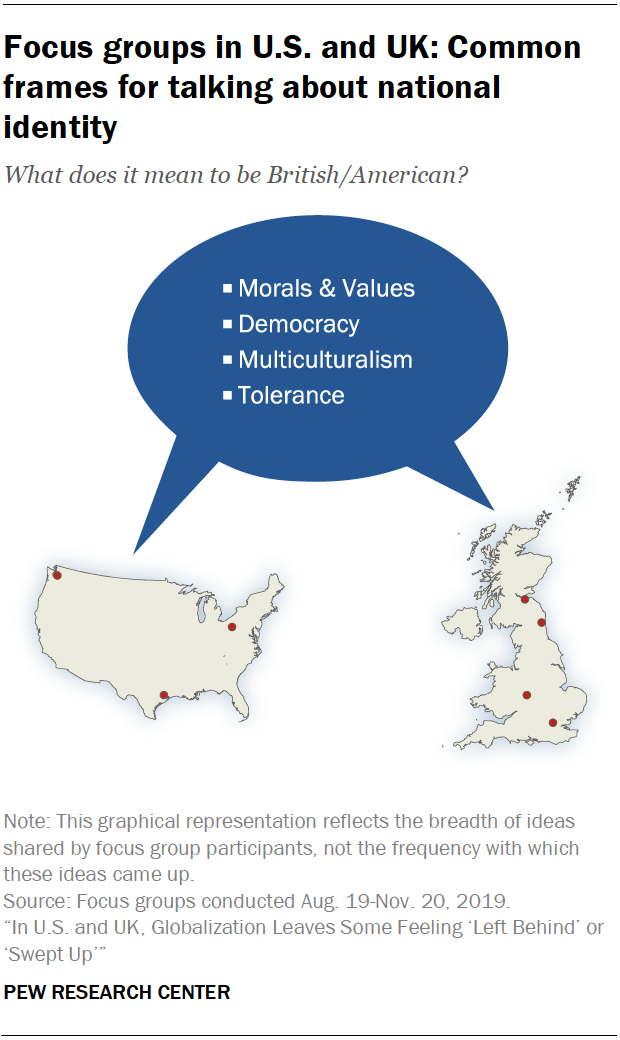 Focus groups in U.S. and UK: Common
frames for talking about national
identity
What does it mean to be British/American?
▪ Morals & Values
▪ Democracy
▪ Multiculturalism
▪ Tolerance
Note: This graphical representation reflects the breadth of ideas
shared by focus group participants, not the frequency with which
these ideas came up.
Source: Focus groups conducted Aug. 19-Nov. 20, 2019.
“In U.S. and UK, Globalization Leaves Some Feeling ‘Left Behind’ or
‘Swept Up’”
PEW RESEARCH CENTER